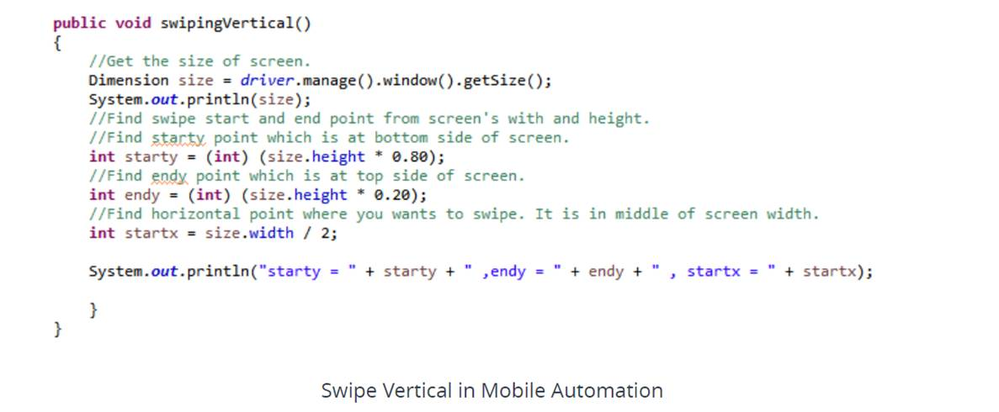 public void swipingVertical()
{
//Get the size of screen.
Dimension size = driver.manage().window().getSize();
System.out.println(size);
//Find swipe start and end point from screen's with and height.
//Find starty point which is at bottom side of screen.
int starty = (int) (size.height * 0.80);
//Find endy point which is at top side of screen.
int endy = (int) (size.height * 0.20);
//Find horizontal point where you wants to swipe. It is in middle of screen width.
int startx = size.width / 2;
System.out.println("starty = " + starty + " ,endy = " + endy + " , startx = " + startx);
}
}
Swipe Vertical in Mobile Automation